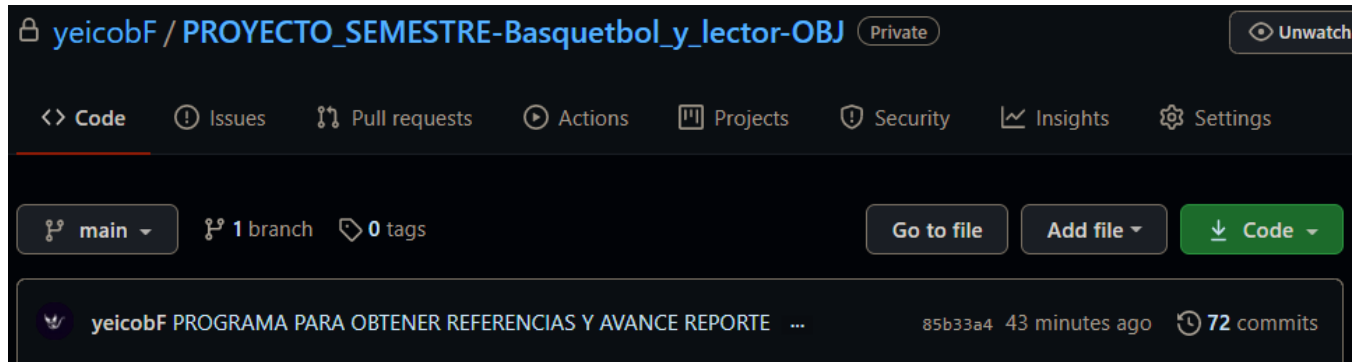 yeicobF / PROYECTO_SEMESTRE-Basquetbol_y_lector-OBJ Private Unwatch
Code Issues Pull requests Actions Projects Security Insights Settings
main 1 branch 0 tags Go to file Add file Code
yeicobF PROGRAMA PARA OBTENER REFERENCIAS Y AVANCE REPORTE ... 85b33a4 43 minutes ago 72 commits